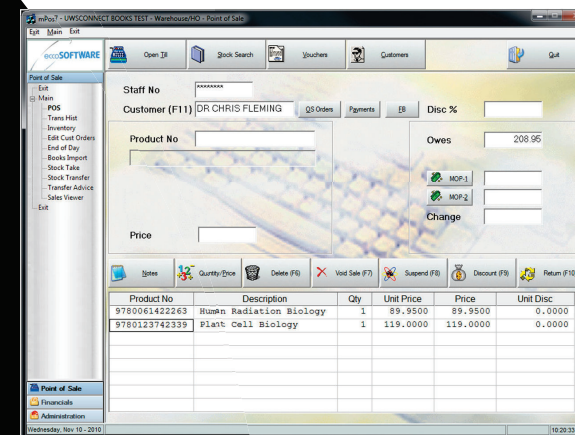 mPos7 - UWSCONNECT BOOKS TEST - Warehouse/HO - Point of Sale
Exit Main Exit
eccoSOFTWARE Open Till Stock Search Vouchers Customers Quit
Point of Sale
Exit
Main
POS
Trans Hist
Inventory
Edit Cust Orders
End of Day
Books Import
Stock Take
Stock Transfer
Transfer Advice
Sales Viewer
Exit
Staff No ********
Customer (F11) DR CHRIS FLEMING QS Orders Payments FB Disc %
Product No Owes 208.95
MOP-1
MOP-2
Change
Price
Notes Quantity/Price Delete (F6) Void Sale (F7) Suspend (F8) Discount (F9) Return (F10
Product No Description Qty Unit Price Price Unit Disc
9780061422263 Human Radiation Biology 1 89.9500 89.9500 0.0000
9780123742339 Plant Cell Biology 1 119.0000 119.0000 0.0000
Point of Sale
Financials
Administration
Wednesday, Nov 10 - 2010 10:20:33